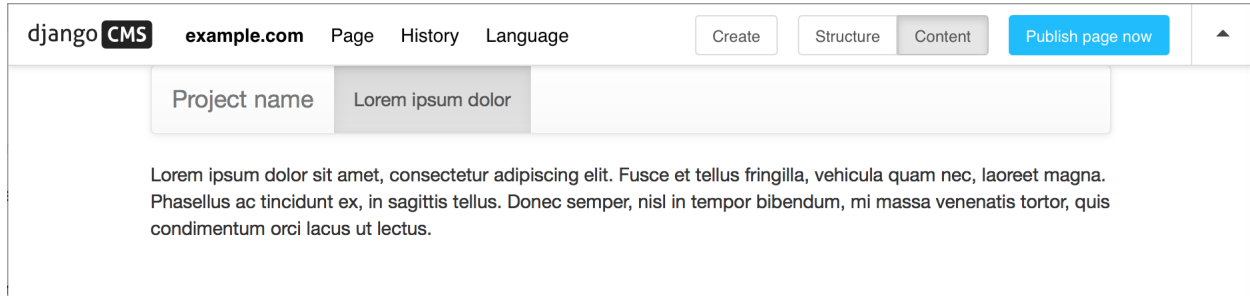 django CMS example.com Page History Language Create Structure Content Publish page now
Project name Lorem ipsum dolor
Lorem ipsum dolor sit amet, consectetur adipiscing elit. Fusce et tellus fringilla, vehicula quam nec, laoreet magna.
Phasellus ac tincidunt ex, in sagittis tellus. Donec semper, nisl in tempor bibendum, mi massa venenatis tortor, quis
condimentum orci lacus ut lectus.